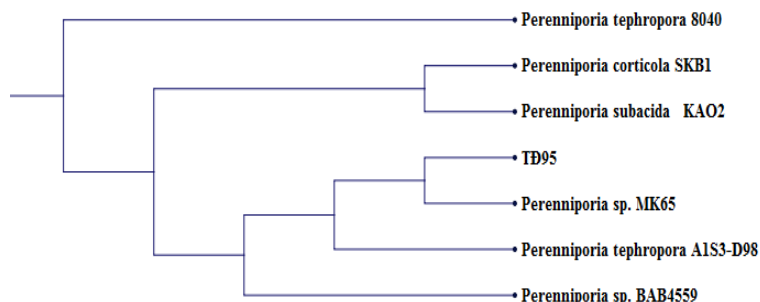 Perenniporia tephropora 8040
Perenniporia corticola SKB1
Perenniporia subacida KAO2
TĐ95
Perenniporia sp. MK65
Perenniporia tephropora A1S3-D98
Perenniporia sp. BAB4559